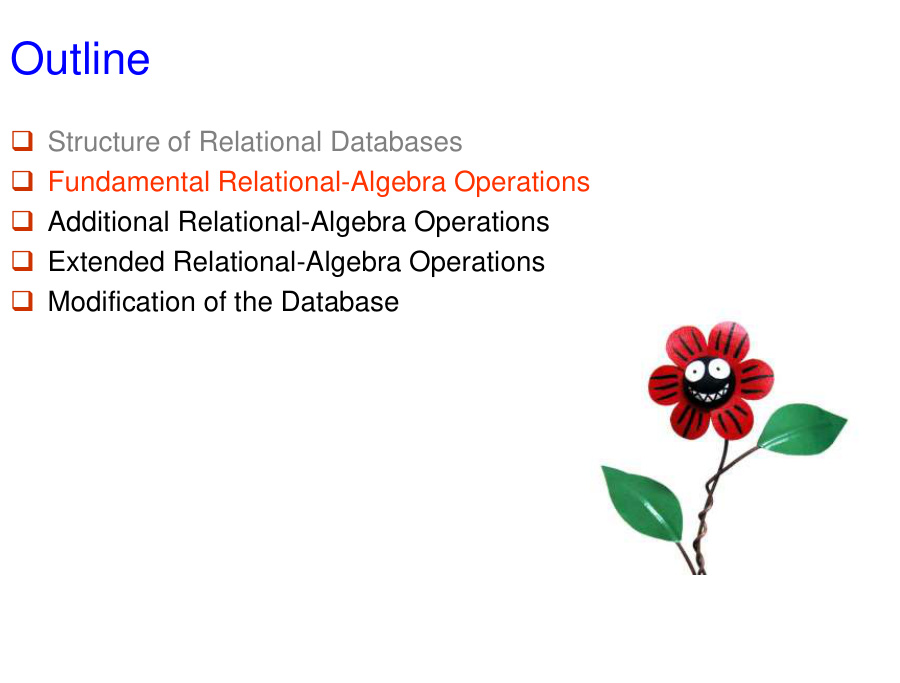 Outline
Structure of Relational Databases
Fundamental Relational-Algebra Operations
Additional Relational-Algebra Operations
Extended Relational-Algebra Operations
Modification of the Database